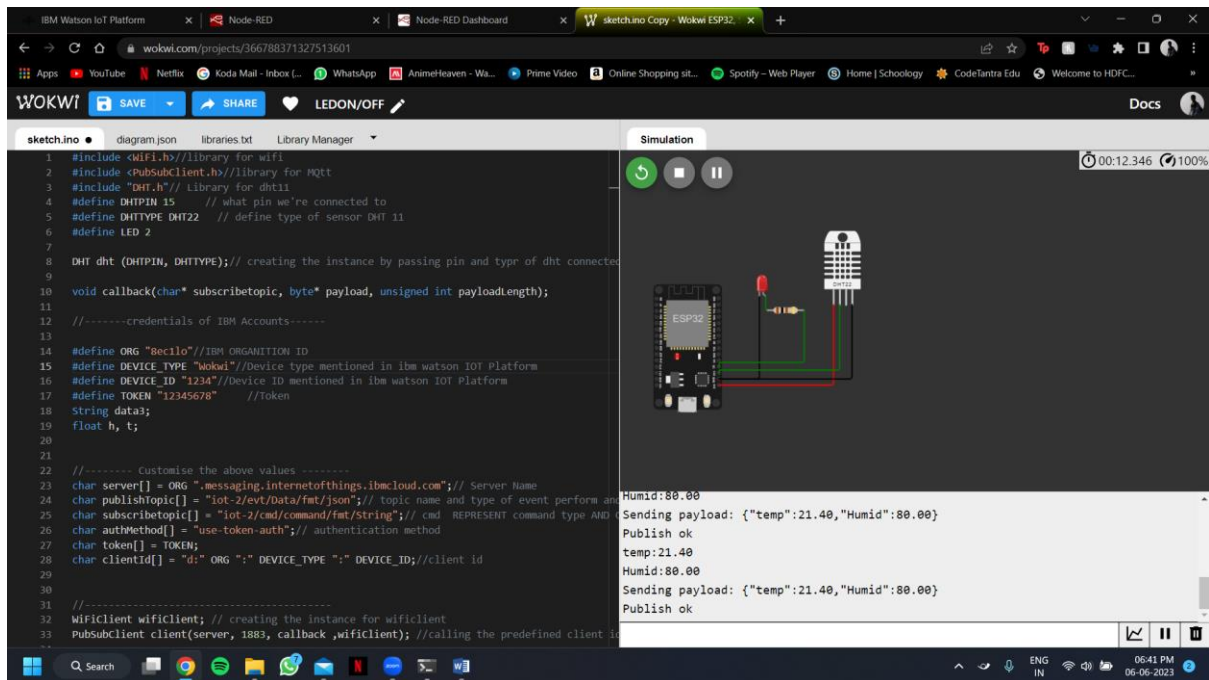 IBM Watson IoT Platform
Node-RED
Node-RED Dashboard
sketch.ino Copy - Wokwi ESP32,
wokwi.com/projects/366788371327513601
Apps YouTube Netflix Koda Mail - Inbox (... WhatsApp AnimeHeaven - Wa... Prime Video Online Shopping sit... Spotify – Web Player Home | Schoology CodeTantra Edu Welcome to HDFC... »
WOKWI SAVE SHARE LEDON/OFF Docs
sketch.ino ● diagram.json libraries.txt Library Manager
1 #include <WiFi.h>//library for wifi
2 #include <PubSubClient.h>//library for MQtt
3 #include "DHT.h"// Library for dht11
4 #define DHTPIN 15 // what pin we're connected to
5 #define DHTTYPE DHT22 // define type of sensor DHT 11
6 #define LED 2
7
8 DHT dht (DHTPIN, DHTTYPE);// creating the instance by passing pin and typr of dht connected
9
10 void callback(char* subscribetopic, byte* payload, unsigned int payloadLength);
11
12 //-------credentials of IBM Accounts------
13
14 #define ORG "8ec1lo"//IBM ORGANITION ID
15 #define DEVICE_TYPE "Wokwi"//Device type mentioned in ibm watson IOT Platform
16 #define DEVICE_ID "1234"//Device ID mentioned in ibm watson IOT Platform
17 #define TOKEN "12345678" //Token
18 String data3;
19 float h, t;
20
21
22 //-------- Customise the above values --------
23 char server[] = ORG ".messaging.internetofthings.ibmcloud.com";// Server Name
24 char publishTopic[] = "iot-2/evt/Data/fmt/json";// topic name and type of event perform an
25 char subscribetopic[] = "iot-2/cmd/command/fmt/String";// cmd REPRESENT command type AND
26 char authMethod[] = "use-token-auth";// authentication method
27 char token[] = TOKEN;
28 char clientId[] = "d:" ORG ":" DEVICE_TYPE ":" DEVICE_ID;//client id
29
30
31 //-----------------------------------------
32 WiFiClient wifiClient; // creating the instance for wificlient
33 PubSubClient client(server, 1883, callback ,wifiClient); //calling the predefined client i
Simulation
00:12.346 100%
ESP32
DHT22
Humid:80.00
Sending payload: {"temp":21.40,"Humid":80.00}
Publish ok
temp:21.40
Humid:80.00
Sending payload: {"temp":21.40,"Humid":80.00}
Publish ok
Search
ENG
IN
06:41 PM
06-06-2023
2